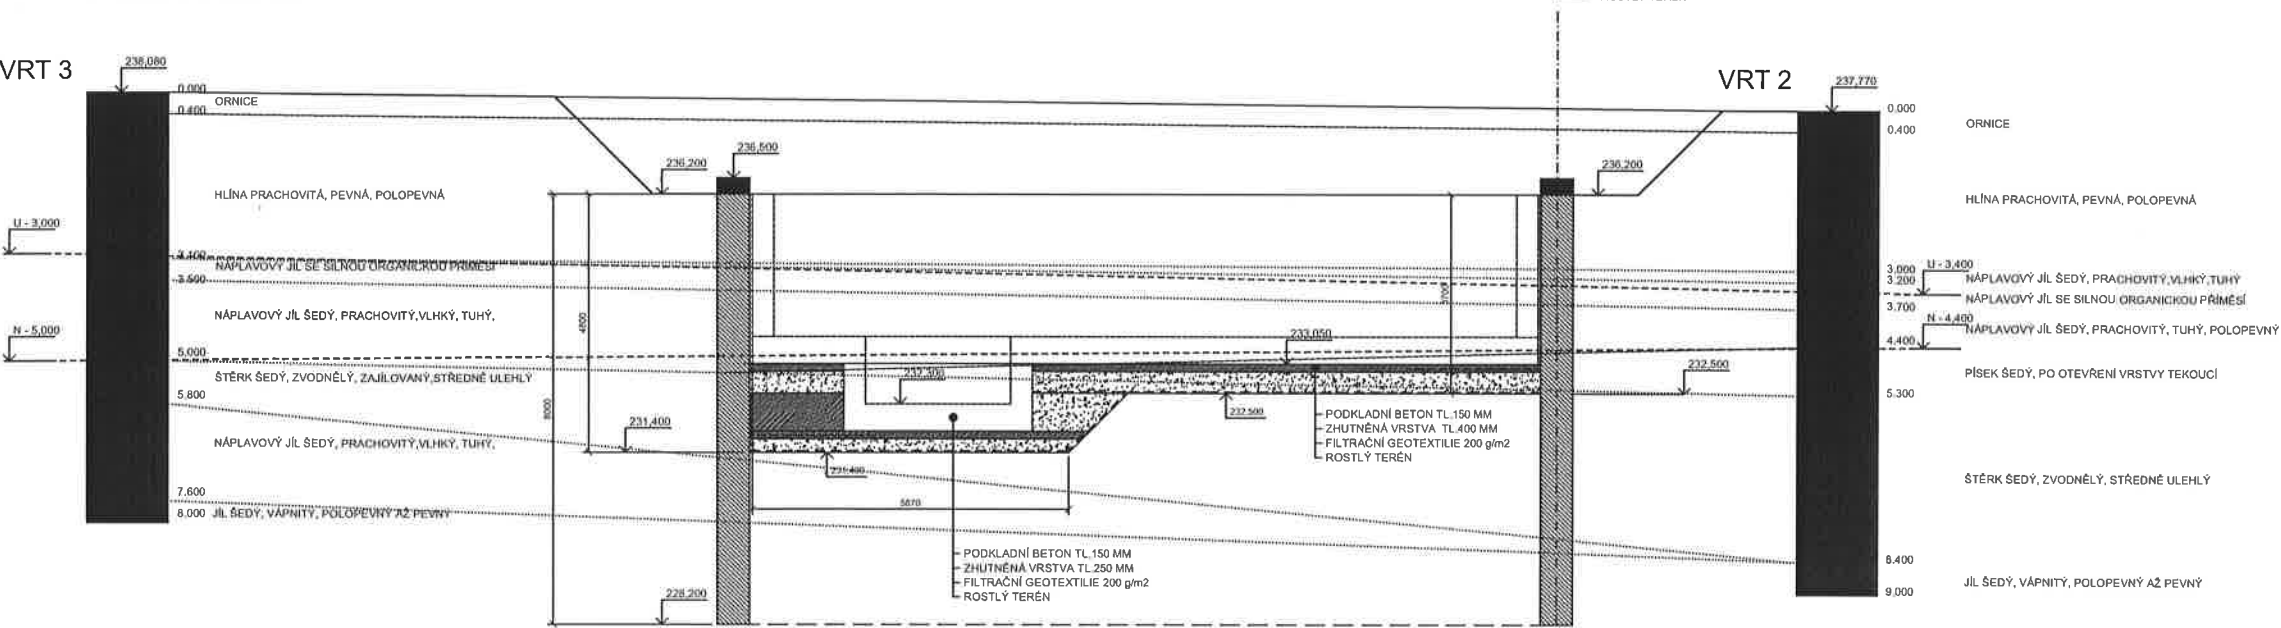 VRT 3
238,080
0.000
0.400
ORNICE
236,200
236,500
HLÍNA PRACHOVITÁ, PEVNÁ, POLOPEVNÁ
U - 3,000
3.100
NÁPLAVOVÝ JÍL SE SILNOU ORGANICKOU PŘÍMĚSÍ
3.500
NÁPLAVOVÝ JÍL ŠEDÝ, PRACHOVITÝ,VLHKÝ, TUHÝ,
N - 5,000
5,000
ŠTĚRK ŠEDÝ, ZVODNĚLÝ, ZAJÍLOVANÝ,STŘEDNĚ ULEHLÝ
5,800
NÁPLAVOVÝ JÍL ŠEDÝ, PRACHOVITÝ,VLHKÝ, TUHÝ,
7.600
8,000 JÍL ŠEDÝ, VÁPNITÝ, POLOPEVNÝ AŽ PEVNÝ
4800
8000
231,400
232,300
231,400
5870
228,200
PODKLADNÍ BETON TL.150 MM
ZHUTNĚNÁ VRSTVA TL.250 MM
FILTRAČNÍ GEOTEXTILIE 200 g/m2
ROSTLÝ TERÉN
233,050
232,500
232,500
PODKLADNÍ BETON TL.150 MM
ZHUTNĚNÁ VRSTVA TL.400 MM
FILTRAČNÍ GEOTEXTILIE 200 g/m2
ROSTLÝ TERÉN
236,200
VRT 2
237,770
0.000
0.400
ORNICE
HLÍNA PRACHOVITÁ, PEVNÁ, POLOPEVNÁ
3.000
U - 3,400
3.200
NÁPLAVOVÝ JÍL ŠEDÝ, PRACHOVITÝ,VLHKÝ,TUHÝ
NÁPLAVOVÝ JÍL SE SILNOU ORGANICKOU PŘÍMĚSÍ
3.700
N - 4,400
NÁPLAVOVÝ JÍL ŠEDÝ, PRACHOVITÝ, TUHÝ, POLOPEVNÝ
4.400
PÍSEK ŠEDÝ, PO OTEVŘENÍ VRSTVY TEKOUCÍ
5.300
ŠTĚRK ŠEDÝ, ZVODNĚLÝ, STŘEDNĚ ULEHLÝ
8.400
JÍL ŠEDÝ, VÁPNITÝ, POLOPEVNÝ AŽ PEVNÝ
9.000